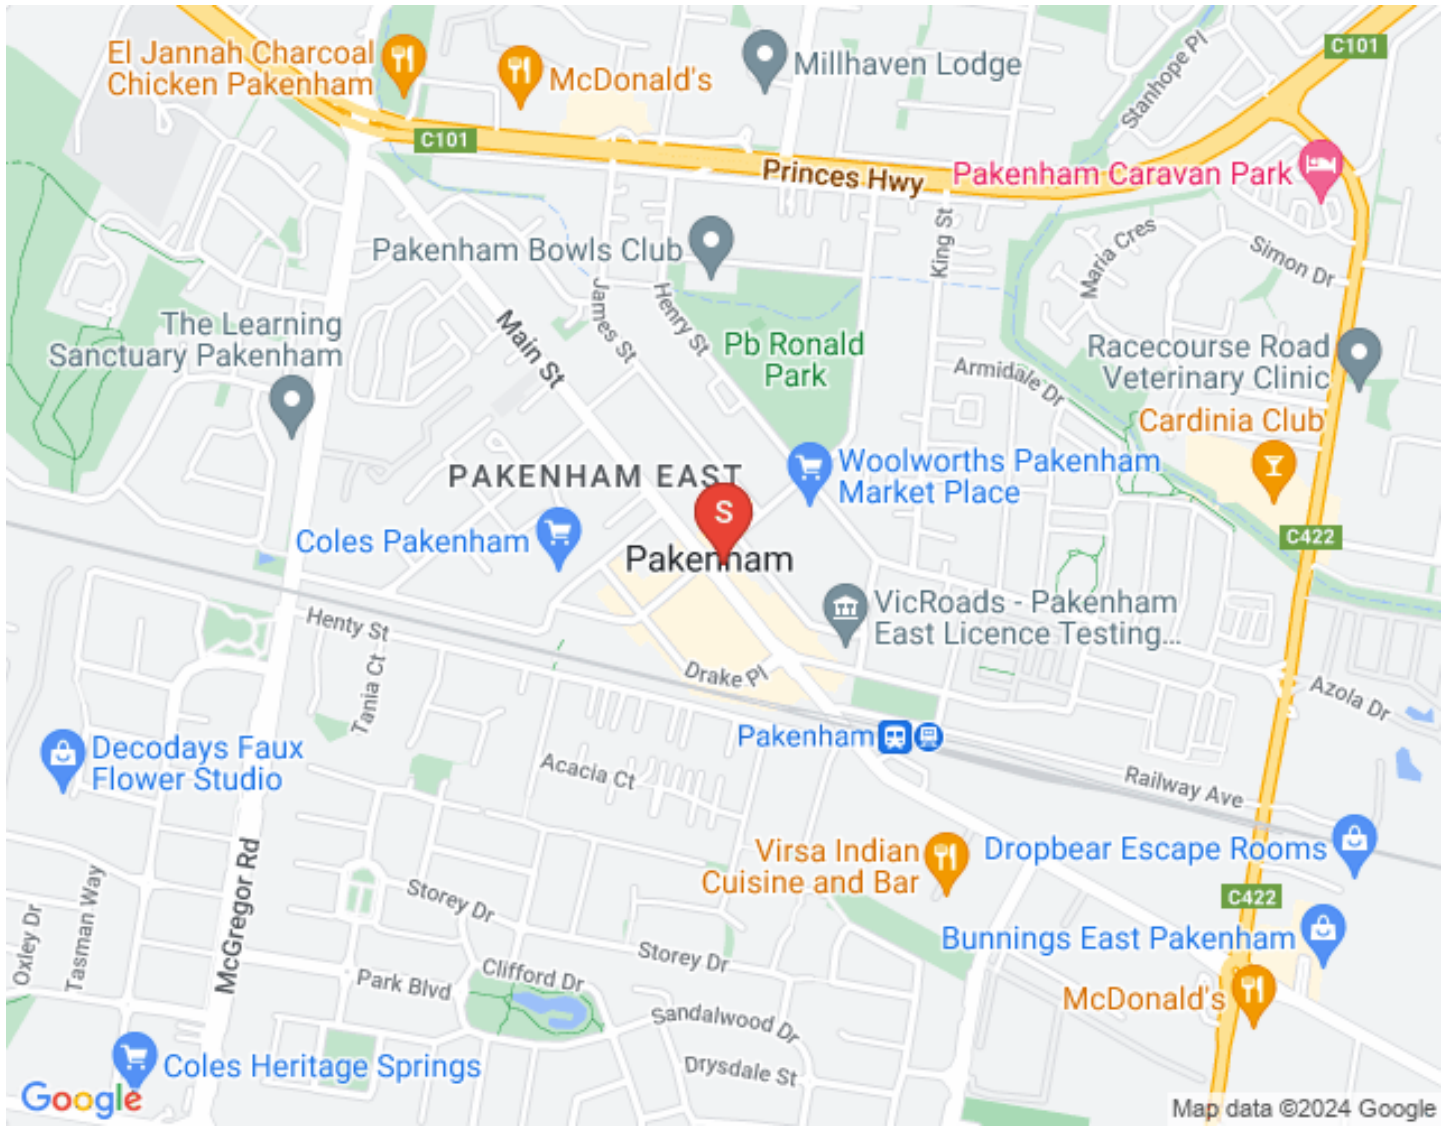 El Jannah Charcoal
Chicken Pakenham
McDonald's
Millhaven Lodge
Stanhope Pl
C101
C101
Princes Hwy
Pakenham Caravan Park
King St
Maria Cres
Simon Dr
Pakenham Bowls Club
James St
Henry St
Main St
The Learning
Sanctuary Pakenham
Pb Ronald
Park
Armidale Dr
Racecourse Road
Veterinary Clinic
Cardinia Club
PAKENHAM EAST
Woolworths Pakenham
Market Place
S
Coles Pakenham
Pakenham
C422
Henty St
VicRoads - Pakenham
East Licence Testing...
Tania Ct
Drake Pl
Azola Dr
Decodays Faux
Flower Studio
Pakenham
Acacia Ct
Railway Ave
Virsa Indian
Cuisine and Bar
Dropbear Escape Rooms
McGregor Rd
Storey Dr
C422
Oxley Dr
Tasman Way
Bunnings East Pakenham
Storey Dr
Park Blvd
Clifford Dr
McDonald's
Sandalwood Dr
Coles Heritage Springs
Drysdale St
Google
Map data ©2024 Google